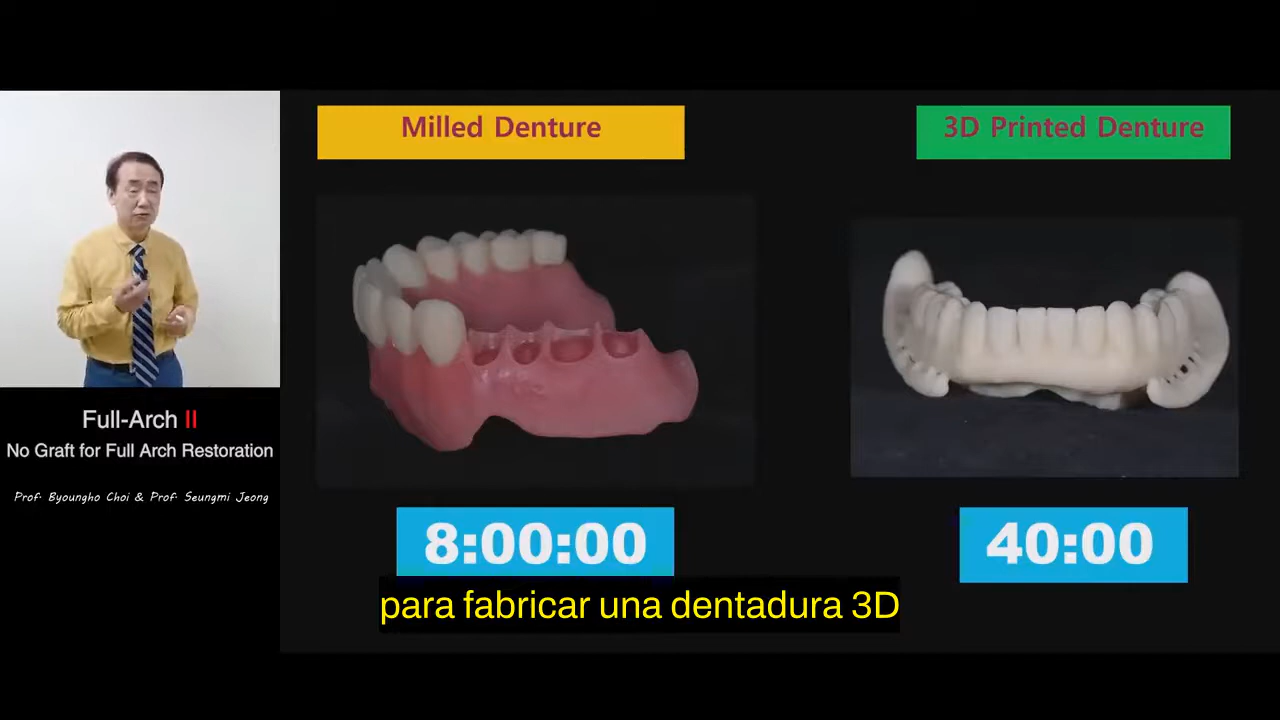 Milled Denture
3D Printed Denture
Full-Arch II
No Graft for Full Arch Restoration
Prof. Byoungho Choi & Prof. Seungmi Jeong
8:00:00
40:00
para fabricar una dentadura 3D